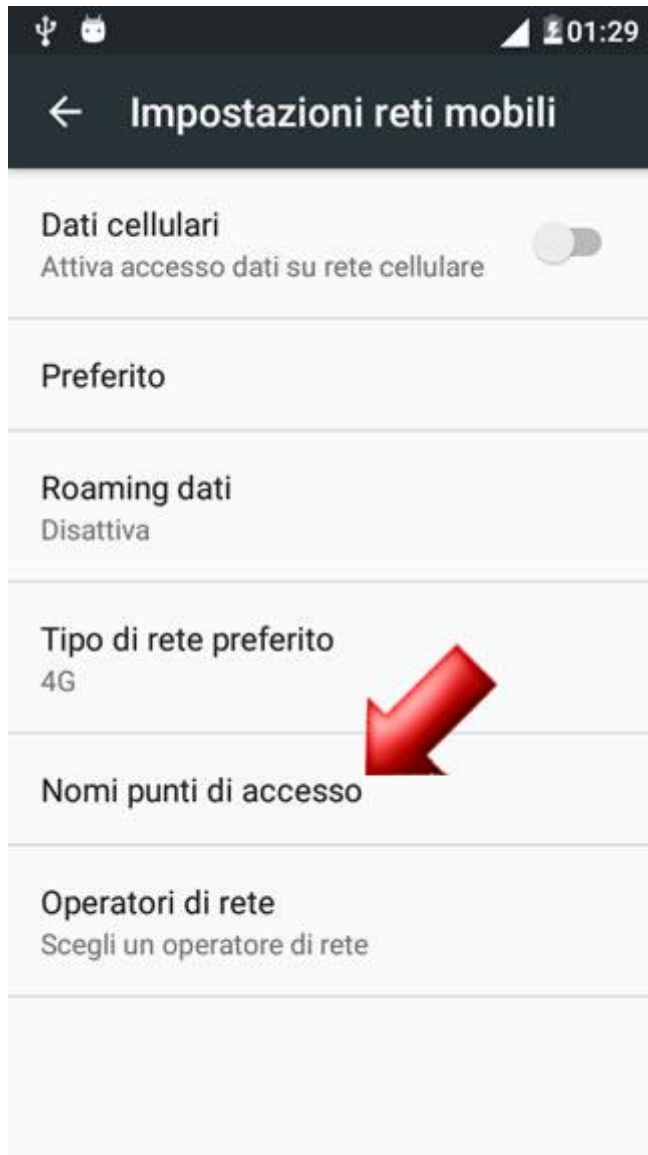 01:29
Impostazioni reti mobili
Dati cellulari
Attiva accesso dati su rete cellulare
Preferito
Roaming dati
Disattiva
Tipo di rete preferito
4G
Nomi punti di accesso
Operatori di rete
Scegli un operatore di rete